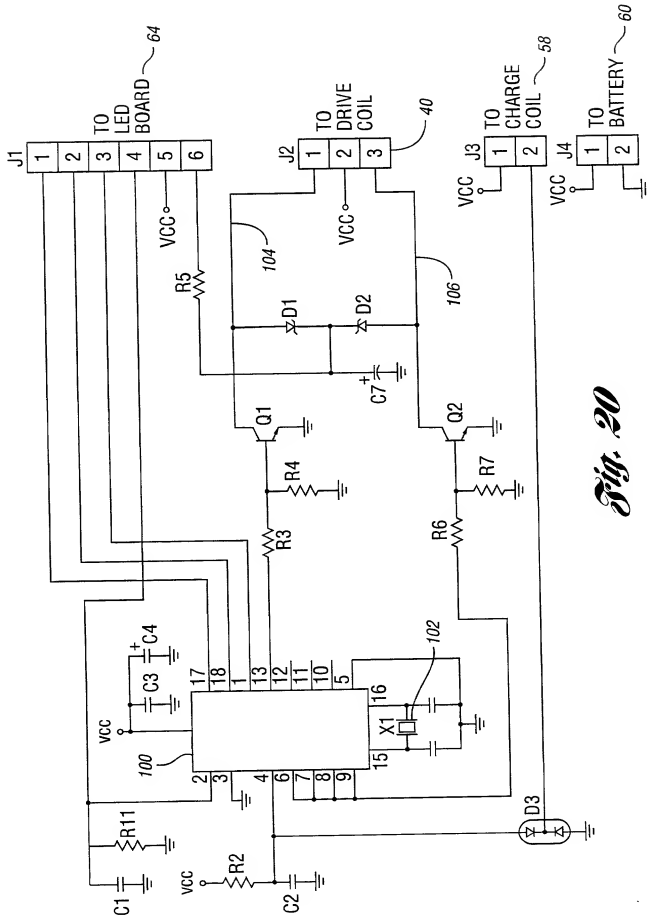 J1
1
2
3
4
5
6
TO
LED
BOARD
64
VCC
R5
J2
1
2
3
TO
DRIVE
COIL
40
VCC
104
106
D1
D2
+
C7
Q1
Q2
R4
R3
R7
R6
J3
1
2
TO
CHARGE
COIL
58
VCC
J4
1
2
TO
BATTERY
60
VCC
+
C4
C3
VCC
100
17
18
1
13
12
11
10
5
16
15
X1
102
2
3
4
6
7
8
9
R11
C1
VCC
R2
C2
D3
Fig. 20